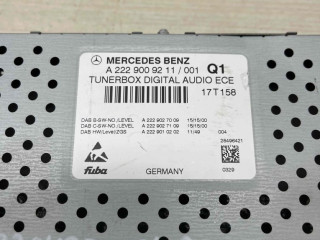 MERCEDES BENZ
A 222 900 92 11 / 001 Q1
TUNERBOX DIGITAL AUDIO ECE
17T158
DAB B-SW-NO./LEVEL A 222 902 70 09 15/15/00
DAB C-SW-NO./LEVEL A 222 902 71 09 15/15/00
DAB HW(Level)/ZGS A 222 901 02 02 11/49 004
28496421
0329
fuba
GERMANY